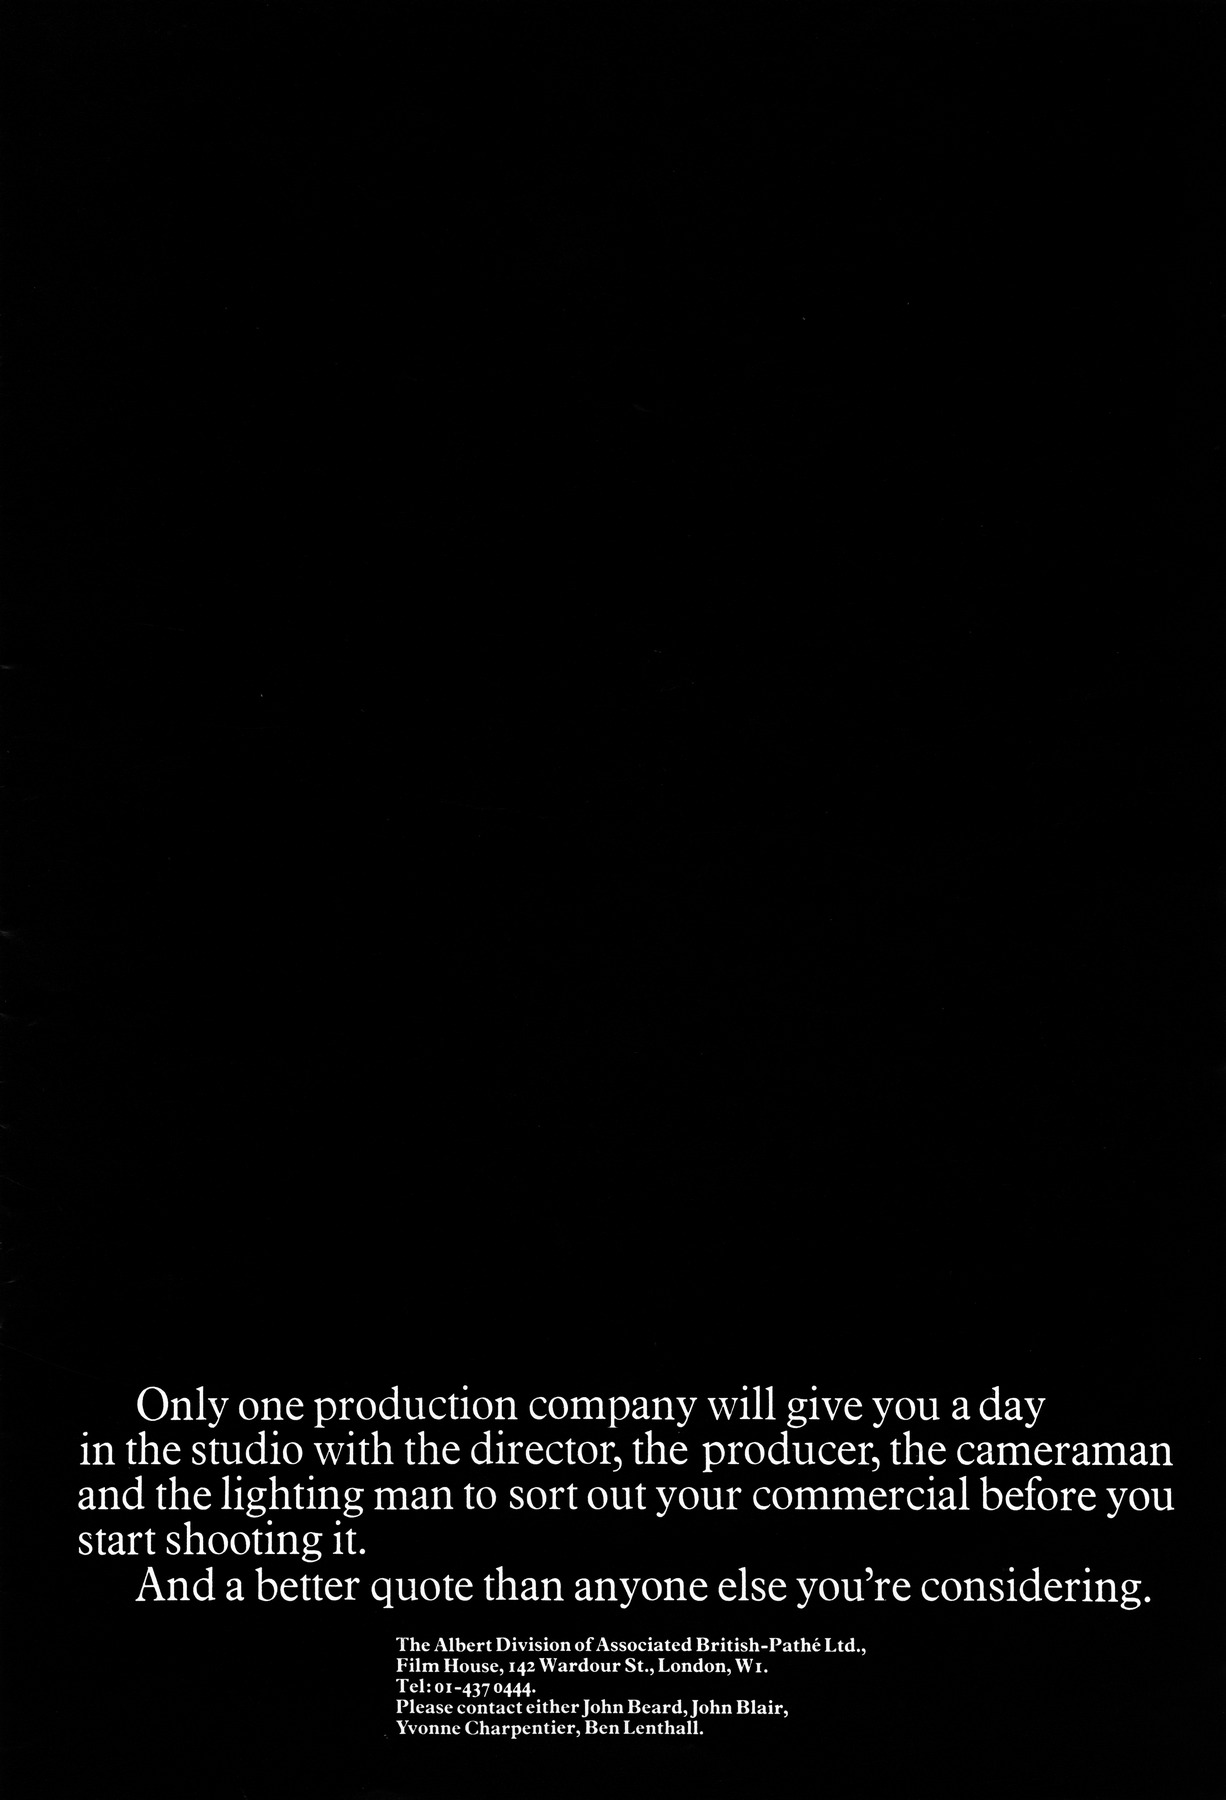 Only one production company will give you a day
in the studio with the director, the producer, the cameraman
and the lighting man to sort out your commercial before you
start shooting it.
And a better quote than anyone else you're considering.
The Albert Division of Associated British-Pathé Ltd.,
Film House, 142 Wardour St., London, W1.
Tel: 01-437 0444.
Please contact either John Beard, John Blair,
Yvonne Charpentier, Ben Lenthall.